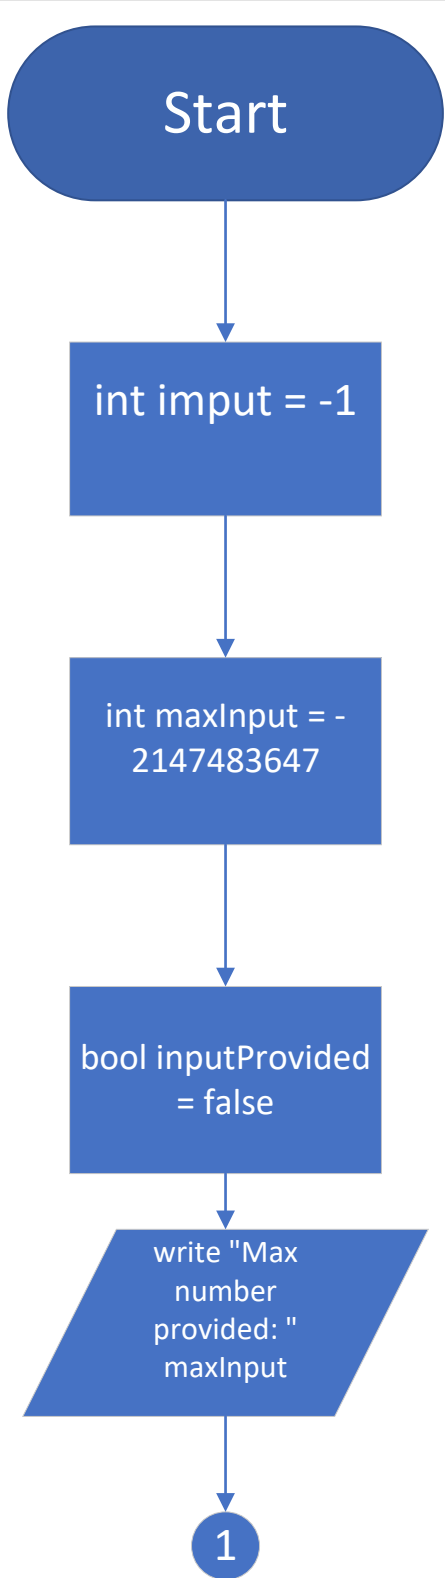 Start
int imput = -1
int maxInput = -
2147483647
bool inputProvided
= false
write "Max
number
provided: "
maxInput
1